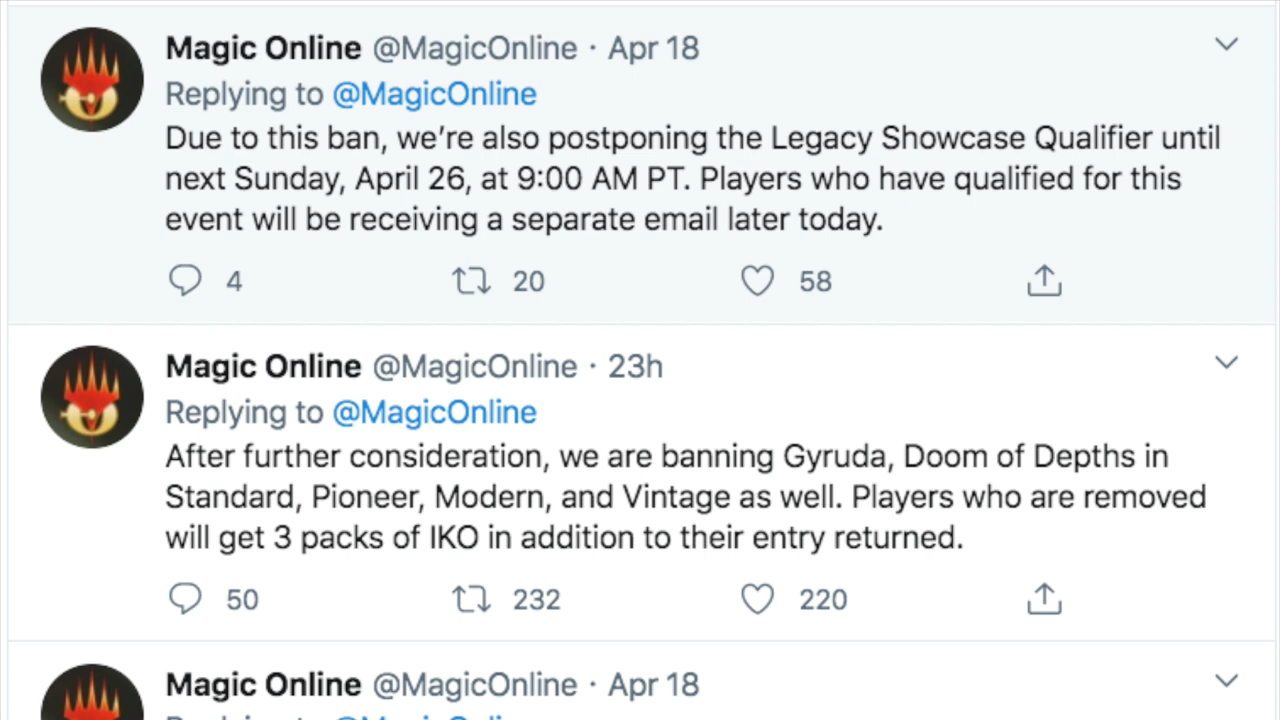 Magic Online @MagicOnline · Apr 18
Replying to @MagicOnline
Due to this ban, we’re also postponing the Legacy Showcase Qualifier until
next Sunday, April 26, at 9:00 AM PT. Players who have qualified for this
event will be receiving a separate email later today.
4 20 58
Magic Online @MagicOnline · 23h
Replying to @MagicOnline
After further consideration, we are banning Gyruda, Doom of Depths in
Standard, Pioneer, Modern, and Vintage as well. Players who are removed
will get 3 packs of IKO in addition to their entry returned.
50 232 220
Magic Online @MagicOnline · Apr 18